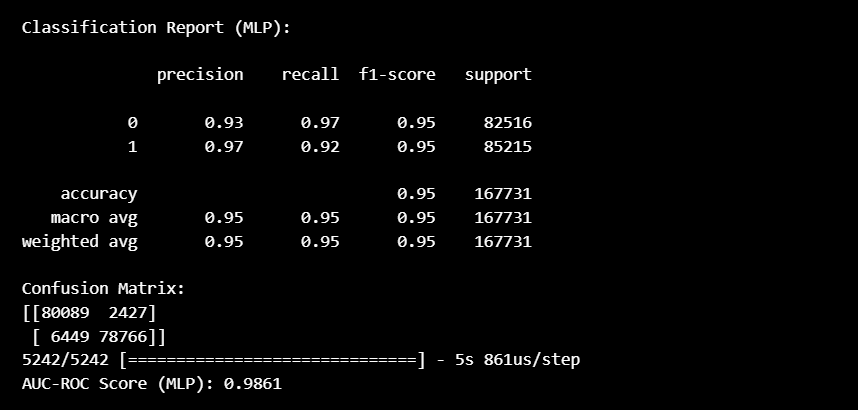 Classification Report (MLP):
precision recall f1-score support
0 0.93 0.97 0.95 82516
1 0.97 0.92 0.95 85215
accuracy 0.95 167731
macro avg 0.95 0.95 0.95 167731
weighted avg 0.95 0.95 0.95 167731
Confusion Matrix:
[[80089 2427]
[ 6449 78766]]
5242/5242 [==============================] - 5s 861us/step
AUC-ROC Score (MLP): 0.9861